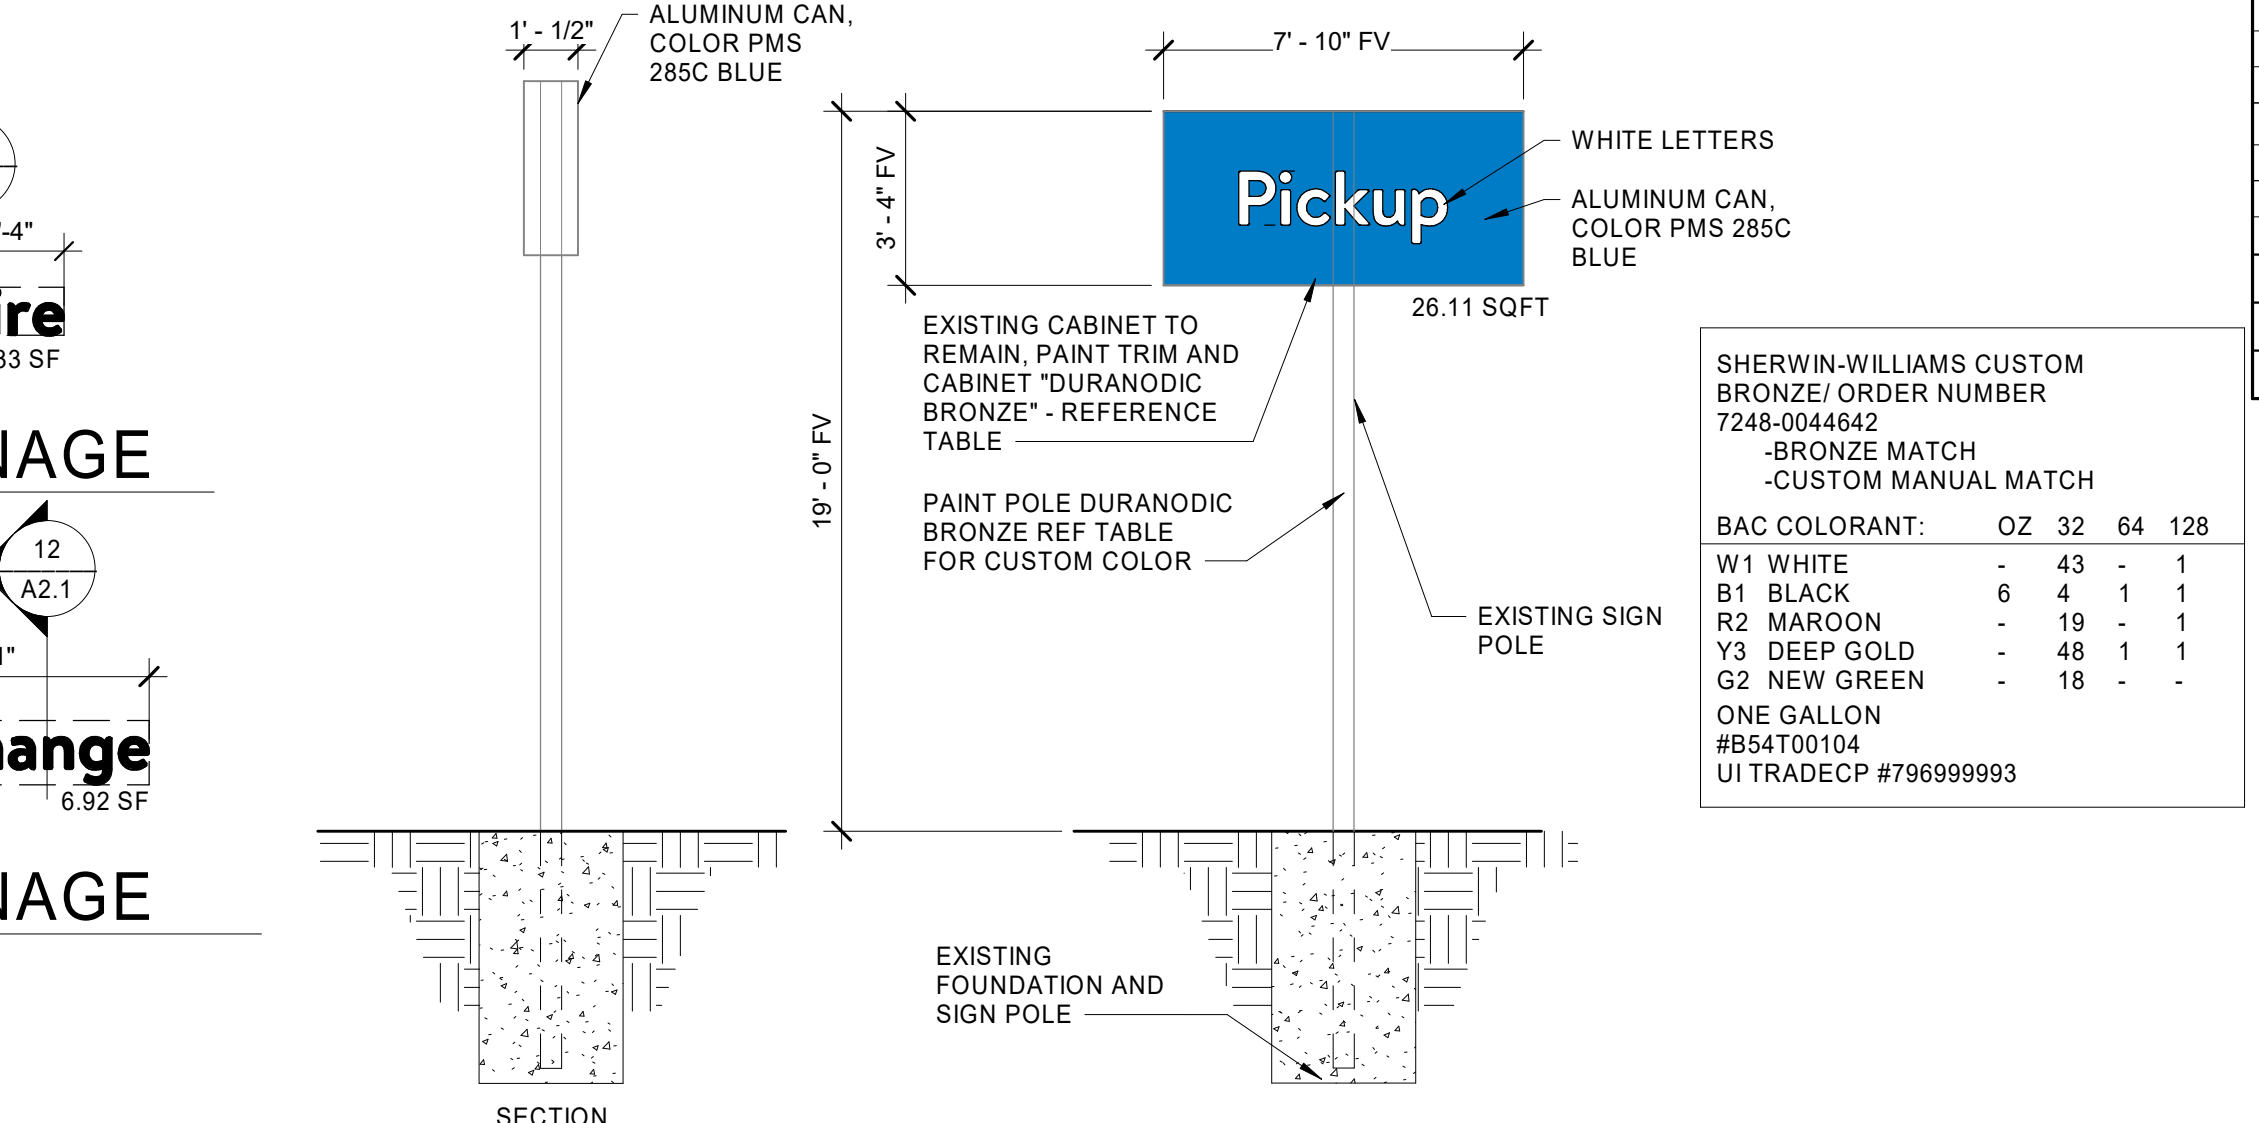 1' - 1/2"
ALUMINUM CAN,
COLOR PMS
285C BLUE
7' - 10" FV
3' - 4" FV
19' - 0" FV
Pickup
WHITE LETTERS
ALUMINUM CAN,
COLOR PMS 285C
BLUE
26.11 SQFT
EXISTING CABINET TO
REMAIN, PAINT TRIM AND
CABINET "DURANODIC
BRONZE" - REFERENCE
TABLE
PAINT POLE DURANODIC
BRONZE REF TABLE
FOR CUSTOM COLOR
EXISTING SIGN
POLE
EXISTING
FOUNDATION AND
SIGN POLE
SECTION
SHERWIN-WILLIAMS CUSTOM
BRONZE/ ORDER NUMBER
7248-0044642
-BRONZE MATCH
-CUSTOM MANUAL MATCH
BAC COLORANT: OZ 32 64 128
W1 WHITE - 43 - 1
B1 BLACK 6 4 1 1
R2 MAROON - 19 - 1
Y3 DEEP GOLD - 48 1 1
G2 NEW GREEN - 18 - -
ONE GALLON
#B54T00104
UI TRADECP #796999993
'-4"
ire
33 SF
NAGE
12
A2.1
1"
hange
6.92 SF
NAGE